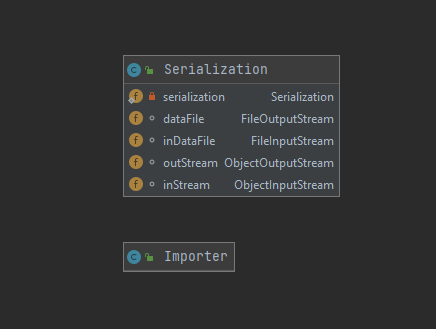 Serialization
serialization Serialization
dataFile FileOutputStream
inDataFile FileInputStream
outStream ObjectOutputStream
inStream ObjectInputStream
Importer